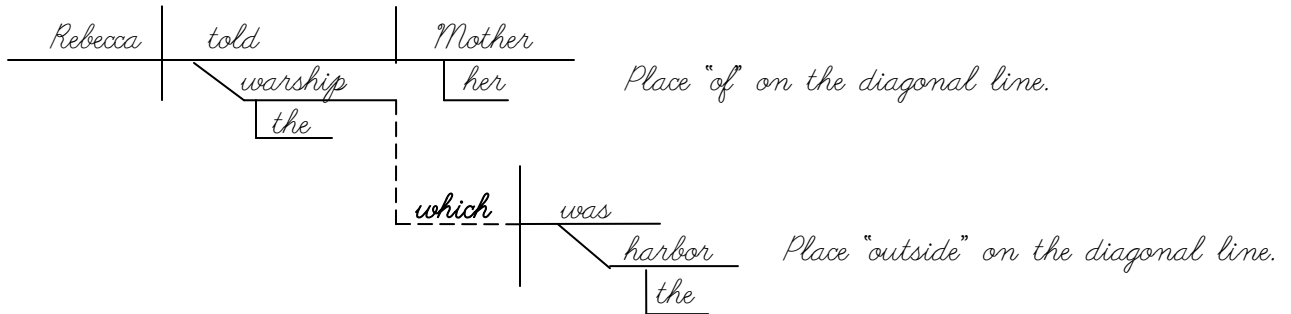 Rebecca told Mother
warship her Place “of” on the diagonal line.
the
which was
harbor Place “outside” on the diagonal line.
the